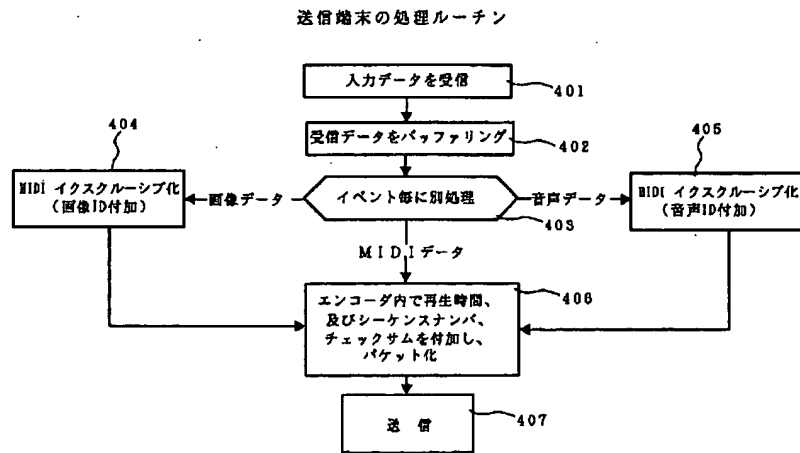 送信端末の処理ルーチン
入力データを受信
401
受信データをバッファリング
402
404
405
MIDI イクスクルーシブ化
（画像ID付加）
画像データ
イベント毎に別処理
403
音声データ
MIDI イクスクルーシブ化
（音声ID付加）
MIDIデータ
エンコーダ内で再生時間、
及びシーケンスナンバ、
チェックサムを付加し、
パケット化
406
送 信
407